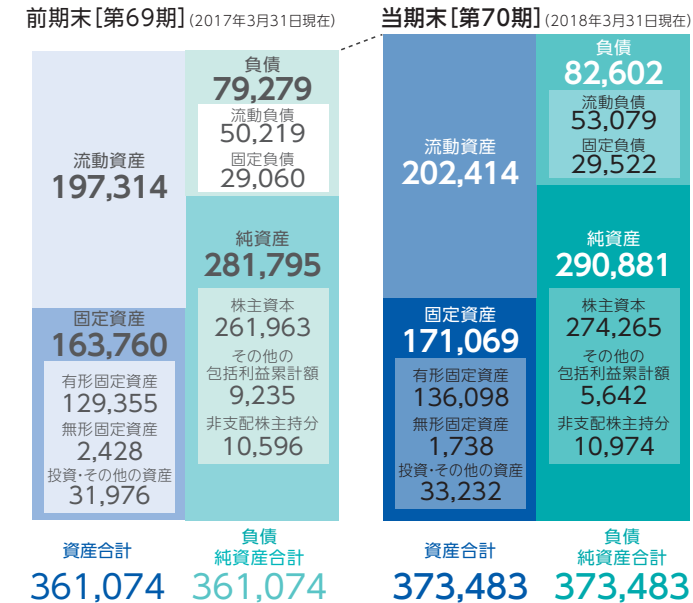 前期末[第69期](2017年3月31日現在)
流動資産
197,314
固定資産
163,760
有形固定資産
129,355
無形固定資産
2,428
投資・その他の資産
31,976
資産合計
361,074
負債
79,279
流動負債
50,219
固定負債
29,060
純資産
281,795
株主資本
261,963
その他の
包括利益累計額
9,235
非支配株主持分
10,596
負債
純資産合計
361,074
当期末[第70期](2018年3月31日現在)
流動資産
202,414
固定資産
171,069
有形固定資産
136,098
無形固定資産
1,738
投資・その他の資産
33,232
資産合計
373,483
負債
82,602
流動負債
53,079
固定負債
29,522
純資産
290,881
株主資本
274,265
その他の
包括利益累計額
5,642
非支配株主持分
10,974
負債
純資産合計
373,483